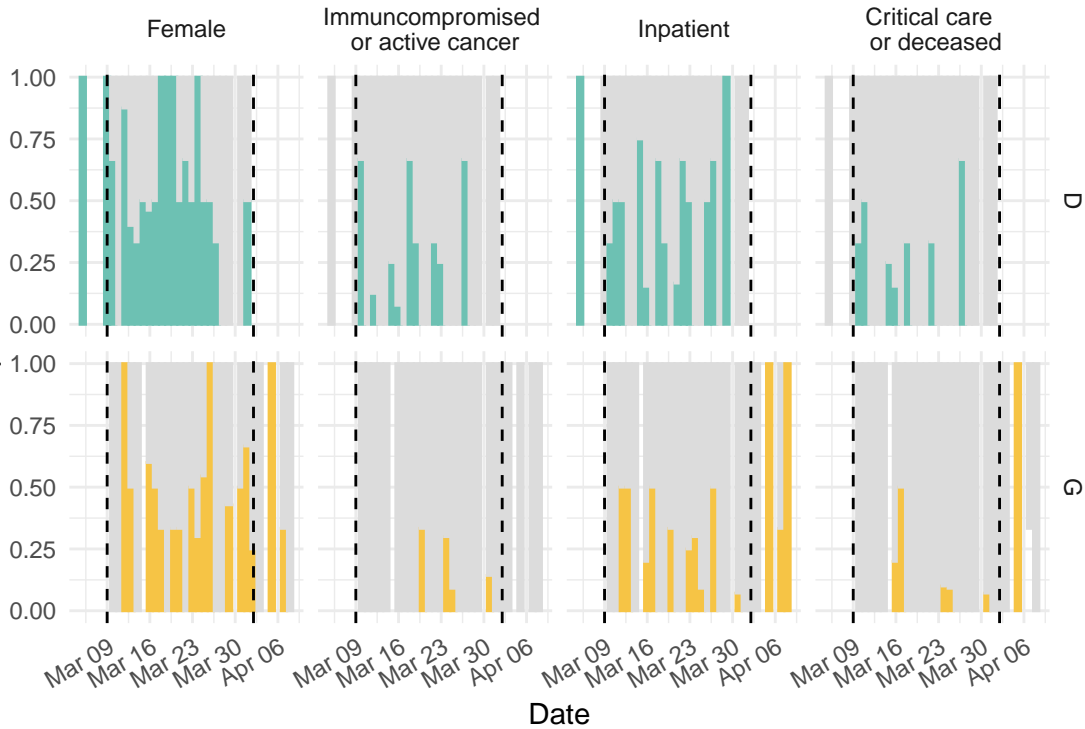 Female
Immuncompromised
or active cancer
Inpatient
Critical care
or deceased
1.00
0.75
0.50
0.25
0.00
D
1.00
0.75
0.50
0.25
0.00
G
Mar 09 Mar 16 Mar 23 Mar 30 Apr 06
Mar 09 Mar 16 Mar 23 Mar 30 Apr 06
Mar 09 Mar 16 Mar 23 Mar 30 Apr 06
Mar 09 Mar 16 Mar 23 Mar 30 Apr 06
Date